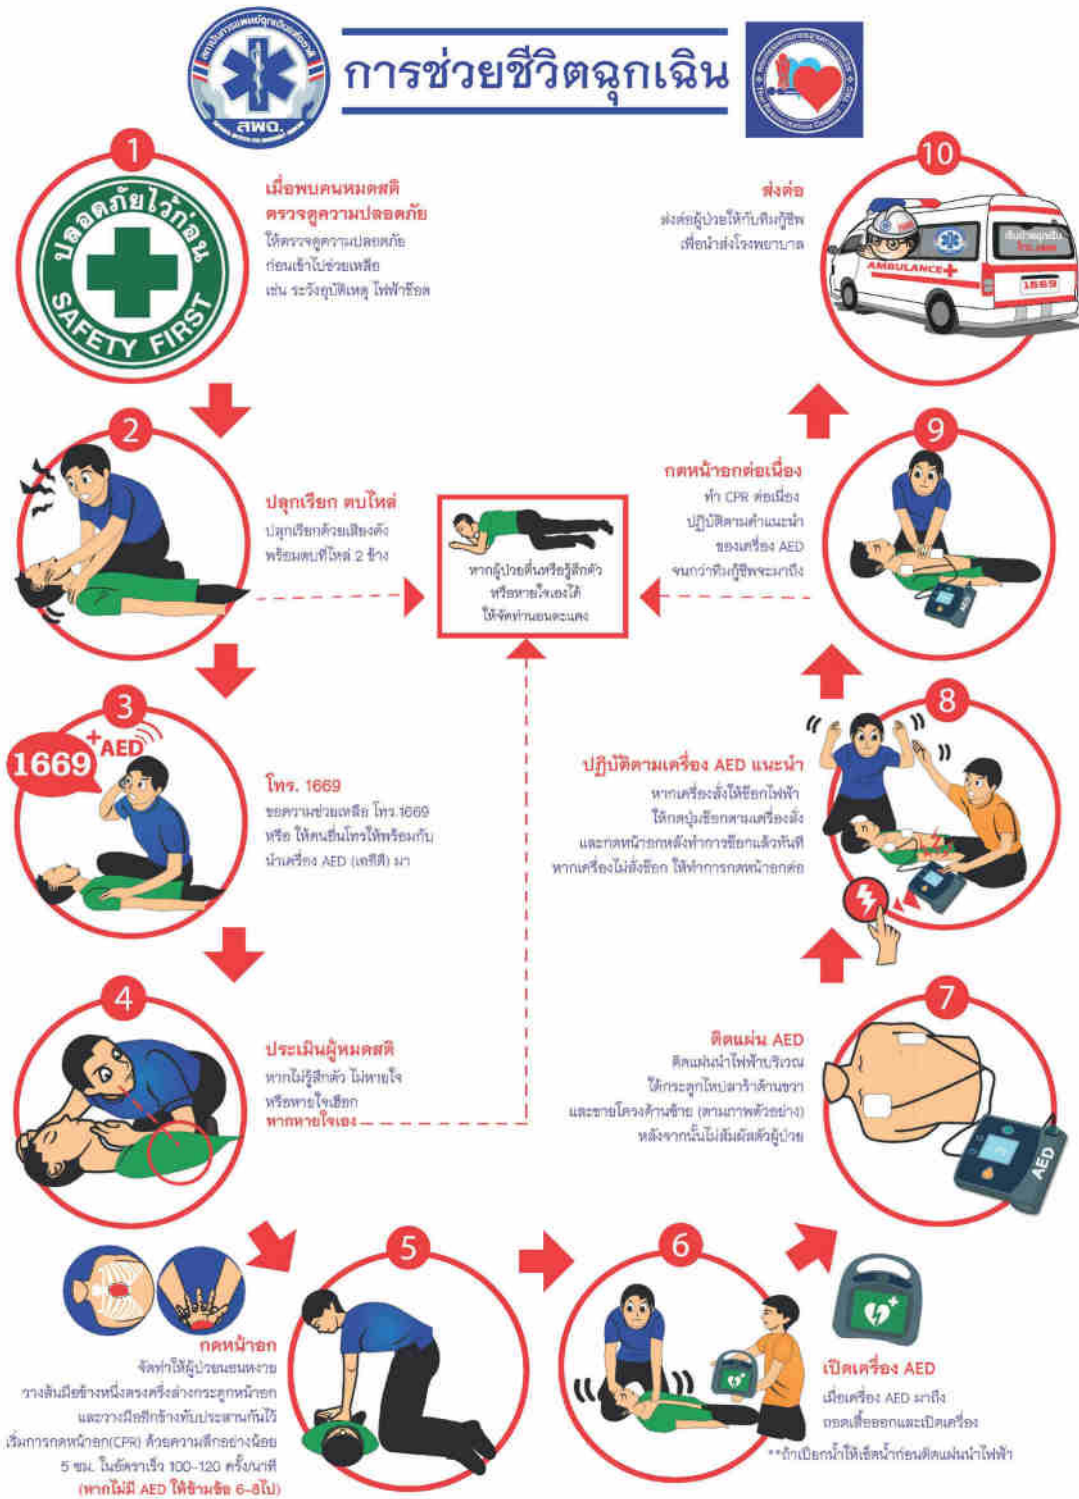 การช่วยชีวิตฉุกเฉิน
สถาบันการแพทย์ฉุกเฉินแห่งชาติ
สพฉ.
1
ปลอดภัยไว้ก่อน
SAFETY FIRST
เมื่อพบคนหมดสติ
ตรวจดูความปลอดภัย
ให้ตรวจดูความปลอดภัย
ก่อนเข้าไปช่วยเหลือ
เช่น ระวังอุบัติเหตุ ไฟฟ้าช็อต
2
ปลุกเรียก ตบไหล่
ปลุกเรียกด้วยเสียงดัง
พร้อมตบที่ไหล่ 2 ข้าง
หากผู้ป่วยตื่นหรือรู้สึกตัว
หรือหายใจเองได้
ให้จัดท่านอนตะแคง
3
1669
+AED
โทร. 1669
ขอความช่วยเหลือ โทร.1669
หรือ ให้คนอื่นโทรให้พร้อมกับ
นำเครื่อง AED (เออีดี) มา
4
ประเมินผู้หมดสติ
หากไม่รู้สึกตัว ไม่หายใจ
หรือหายใจเฮือก
หากหายใจเอง
5
กดหน้าอก
จัดท่าให้ผู้ป่วยนอนหงาย
วางส้นมือข้างหนึ่งตรงครึ่งล่างกระดูกหน้าอก
และวางมืออีกข้างทับประสานกันไว้
เริ่มการกดหน้าอก(CPR) ด้วยความลึกอย่างน้อย
5 ซม. ในอัตราเร็ว 100-120 ครั้ง/นาที
(หากไม่มี AED ให้ข้ามข้อ 6-8ไป)
6
เปิดเครื่อง AED
เมื่อเครื่อง AED มาถึง
ถอดเสื้อออกและเปิดเครื่อง
**ถ้าเปียกน้ำให้เช็ดน้ำก่อนติดแผ่นนำไฟฟ้า
7
ติดแผ่น AED
ติดแผ่นนำไฟฟ้าบริเวณ
ใต้กระดูกไหปลาร้าด้านขวา
และชายโครงด้านซ้าย (ตามภาพตัวอย่าง)
หลังจากนั้นไม่สัมผัสตัวผู้ป่วย
AED
8
ปฏิบัติตามเครื่อง AED แนะนำ
หากเครื่องสั่งให้ช็อกไฟฟ้า
ให้กดปุ่มช็อกตามเครื่องสั่ง
และกดหน้าอกหลังทำการช็อกแล้วทันที
หากเครื่องไม่สั่งช็อก ให้ทำการกดหน้าอกต่อ
9
กดหน้าอกต่อเนื่อง
ทำ CPR ต่อเนื่อง
ปฏิบัติตามคำแนะนำ
ของเครื่อง AED
จนกว่าทีมกู้ชีพจะมาถึง
AED
10
ส่งต่อ
ส่งต่อผู้ป่วยให้กับทีมกู้ชีพ
เพื่อนำส่งโรงพยาบาล
AMBULANCE
เจ็บป่วยฉุกเฉิน
โทร.1669
1669